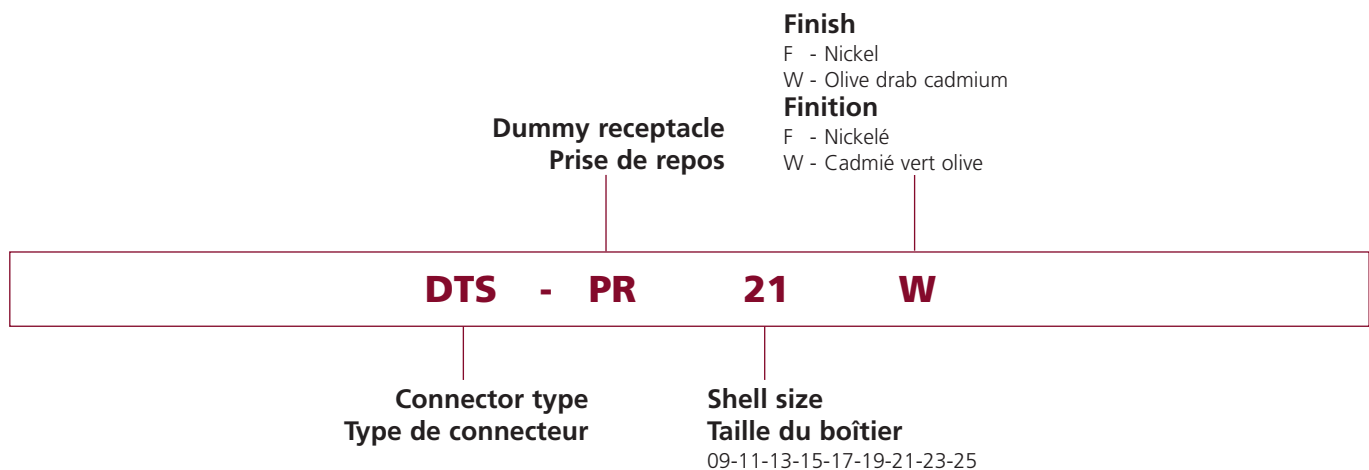 Finish
F - Nickel
W - Olive drab cadmium
Finition
F - Nickelé
W - Cadmié vert olive
Dummy receptacle
Prise de repos
DTS - PR 21 W
Connector type
Type de connecteur
Shell size
Taille du boîtier
09-11-13-15-17-19-21-23-25